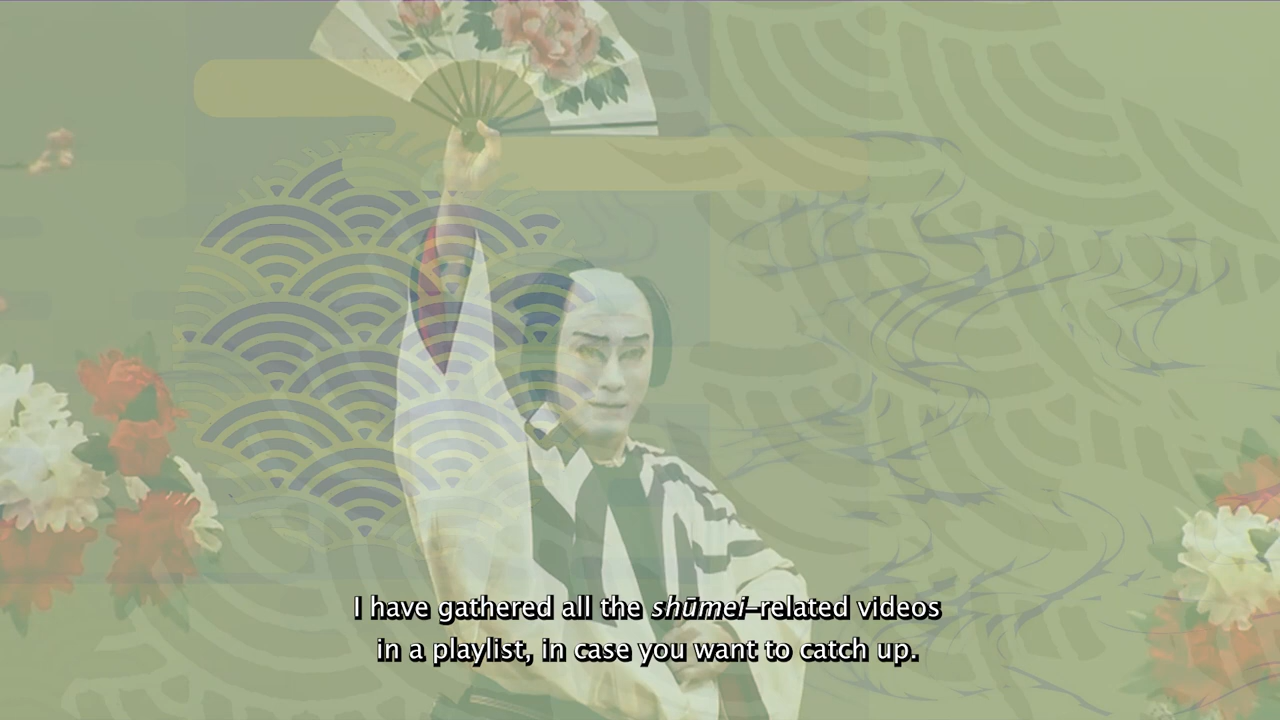 I have gathered all the shūmei–related videos
in a playlist, in case you want to catch up.